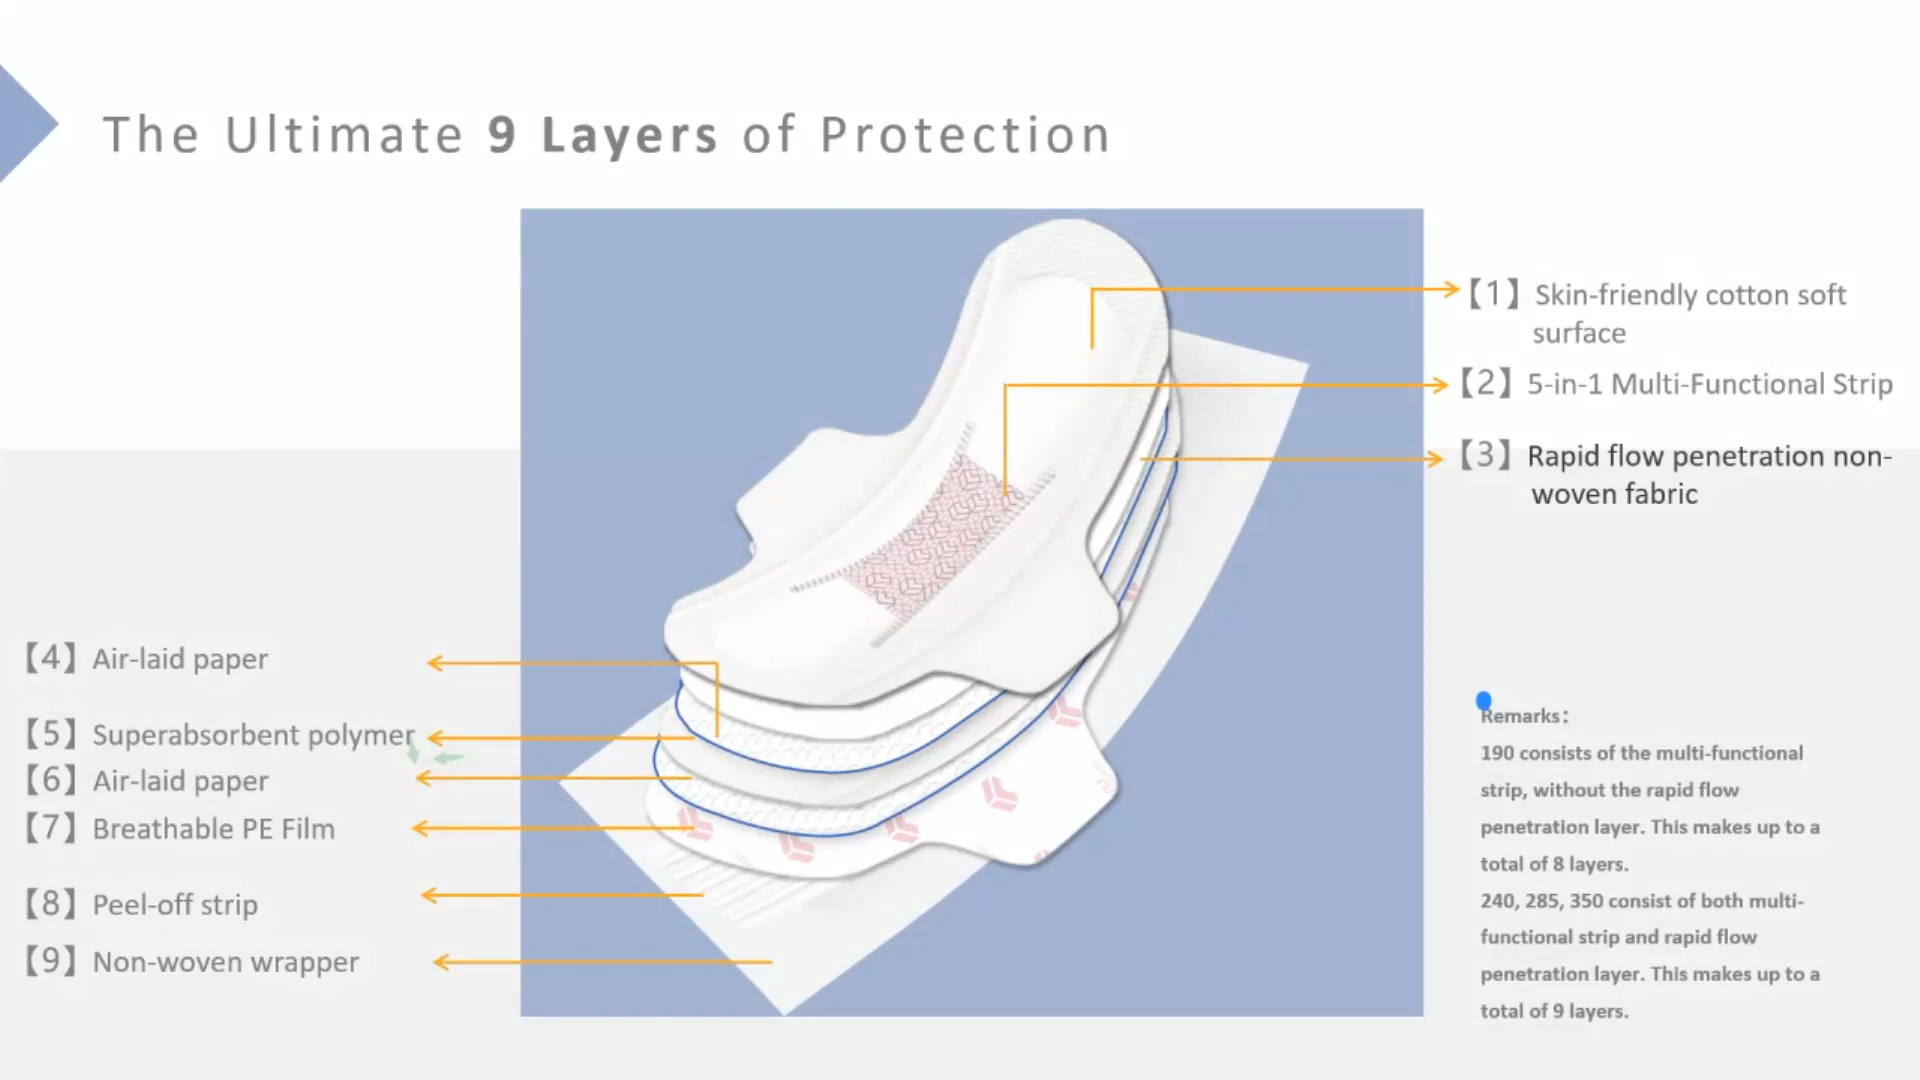 The Ultimate 9 Layers of Protection
【1】 Skin-friendly cotton soft
surface
【2】 5-in-1 Multi-Functional Strip
【3】 Rapid flow penetration non-
woven fabric
【4】 Air-laid paper
【5】 Superabsorbent polymer
【6】 Air-laid paper
【7】 Breathable PE Film
【8】 Peel-off strip
【9】 Non-woven wrapper
Remarks：
190 consists of the multi-functional
strip, without the rapid flow
penetration layer. This makes up to a
total of 8 layers.
240, 285, 350 consist of both multi-
functional strip and rapid flow
penetration layer. This makes up to a
total of 9 layers.